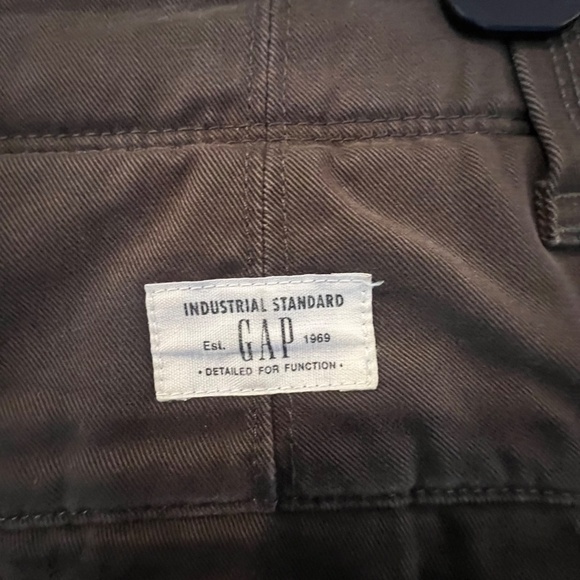 INDUSTRIAL STANDARD
Est. GAP 1969
• DETAILED FOR FUNCTION •